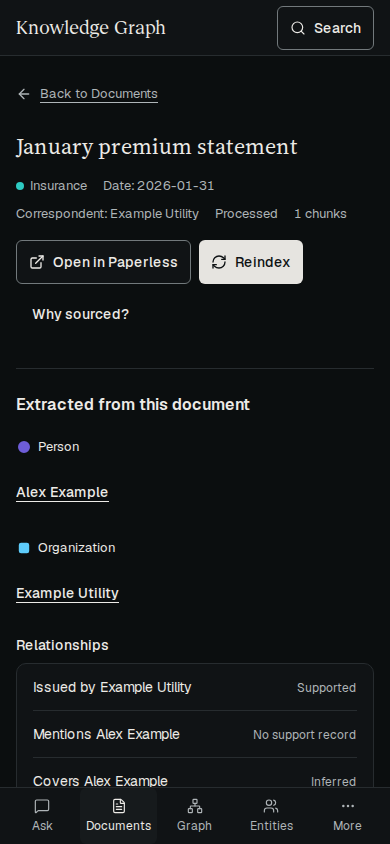 Knowledge Graph
Search
Back to Documents
January premium statement
Insurance Date: 2026-01-31
Correspondent: Example Utility Processed 1 chunks
Open in Paperless
Reindex
Why sourced?
Extracted from this document
Person
Alex Example
Organization
Example Utility
Relationships
Issued by Example Utility Supported
Mentions Alex Example No support record
Covers Alex Example Inferred
Ask Documents Graph Entities More